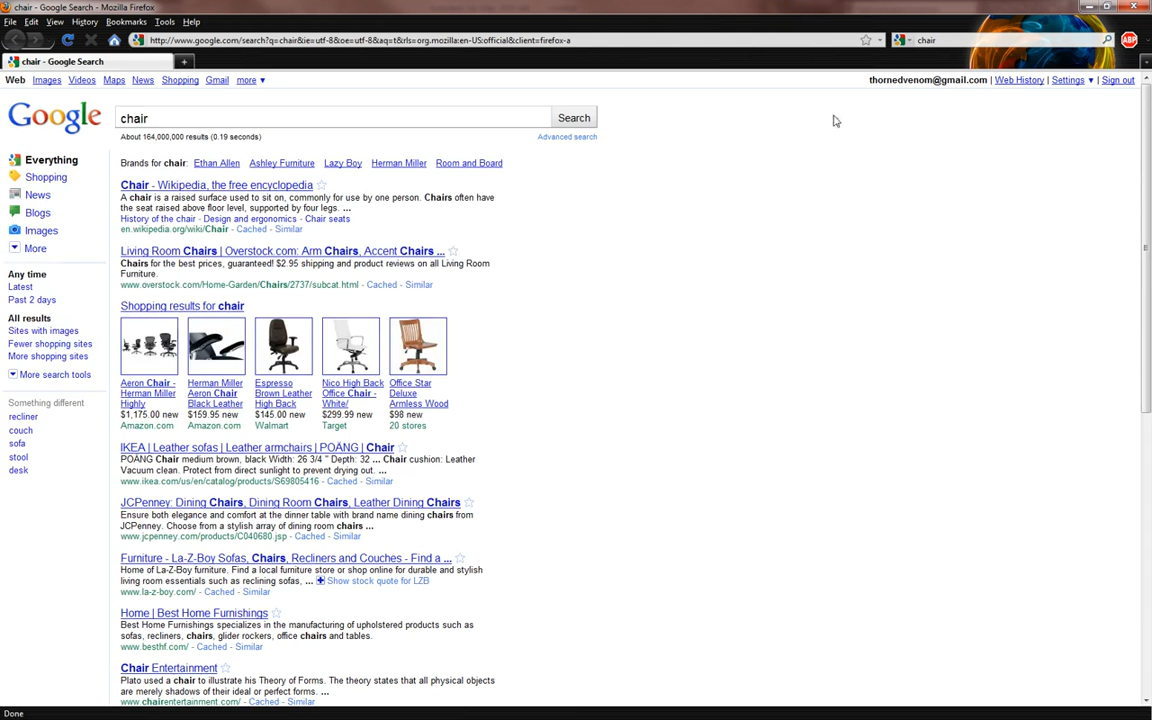 chair - Google Search - Mozilla Firefox
File Edit View History Bookmarks Tools Help
http://www.google.com/search?q=chair&ie=utf-8&oe=utf-8&aq=t&rls=org.mozilla:en-US:official&client=firefox-a
chair
ABP
chair - Google Search
Web Images Videos Maps News Shopping Gmail more ▼
thornedvenom@gmail.com | Web History | Settings ▼ | Sign out
Google
chair
Search
About 164,000,000 results (0.19 seconds)
Advanced search
Everything
Shopping
News
Blogs
Images
More
Any time
Latest
Past 2 days
All results
Sites with images
Fewer shopping sites
More shopping sites
More search tools
Something different
recliner
couch
sofa
stool
desk
Brands for chair: Ethan Allen Ashley Furniture Lazy Boy Herman Miller Room and Board
Chair - Wikipedia, the free encyclopedia
A chair is a raised surface used to sit on, commonly for use by one person. Chairs often have
the seat raised above floor level, supported by four legs. ...
History of the chair - Design and ergonomics - Chair seats
en.wikipedia.org/wiki/Chair - Cached - Similar
Living Room Chairs | Overstock.com: Arm Chairs, Accent Chairs ...
Chairs for the best prices, guaranteed! $2.95 shipping and product reviews on all Living Room
Furniture.
www.overstock.com/Home-Garden/Chairs/2737/subcat.html - Cached - Similar
Shopping results for chair
Aeron Chair -
Herman Miller
Highly
$1,175.00 new
Amazon.com
Herman Miller
Aeron Chair
Black Leather
$159.95 new
Amazon.com
Espresso
Brown Leather
High Back
$145.00 new
Walmart
Nico High Back
Office Chair -
White/
$299.99 new
Target
Office Star
Deluxe
Armless Wood
$98 new
20 stores
IKEA | Leather sofas | Leather armchairs | POÄNG | Chair
POÄNG Chair medium brown, black Width: 26 3/4 " Depth: 32 ... Chair cushion: Leather
Vacuum clean. Protect from direct sunlight to prevent drying out. ...
www.ikea.com/us/en/catalog/products/S69805416 - Cached - Similar
JCPenney: Dining Chairs, Dining Room Chairs, Leather Dining Chairs
Ensure both elegance and comfort at the dinner table with brand name dining chairs from
JCPenney. Choose from a stylish array of dining room chairs ...
www.jcpenney.com/products/C040680.jsp - Cached - Similar
Furniture - La-Z-Boy Sofas, Chairs, Recliners and Couches - Find a ...
Home of La-Z-Boy furniture. Find a local furniture store or shop online for durable and stylish
living room essentials such as reclining sofas, ... Show stock quote for LZB
www.la-z-boy.com/ - Cached - Similar
Home | Best Home Furnishings
Best Home Furnishings specializes in the manufacturing of upholstered products such as
sofas, recliners, chairs, glider rockers, office chairs and tables.
www.besthf.com/ - Cached - Similar
Chair Entertainment
Plato used a chair to illustrate his Theory of Forms. The theory states that all physical objects
are merely shadows of their ideal or perfect forms. ...
www.chairentertainment.com/ - Cached - Similar
Done